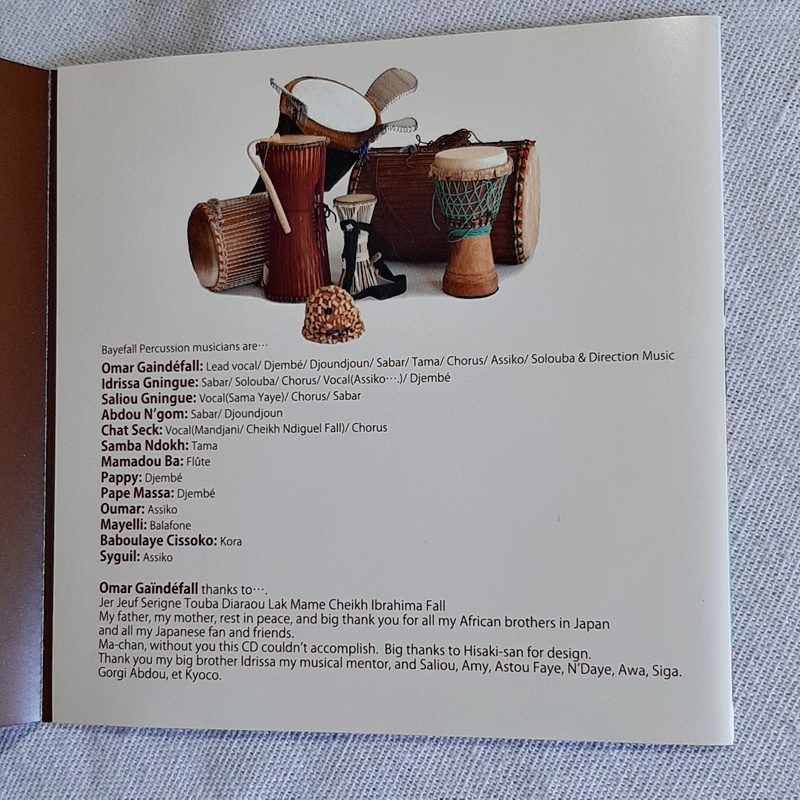 Bayefall Percussion musicians are…
Omar Gaindéfall: Lead vocal/ Djembé/ Djoundjoun/ Sabar/ Tama/ Chorus/ Assiko/ Solouba & Direction Music
Idrissa Gningue: Sabar/ Solouba/ Chorus/ Vocal(Assiko….)/ Djembé
Saliou Gningue: Vocal(Sama Yaye)/ Chorus/ Sabar
Abdou N'gom: Sabar/ Djoundjoun
Chat Seck: Vocal(Mandjani/ Cheikh Ndiguel Fall)/ Chorus
Samba Ndokh: Tama
Mamadou Ba: Flûte
Pappy: Djembé
Pape Massa: Djembé
Oumar: Assiko
Mayelli: Balafone
Baboulaye Cissoko: Kora
Syguil: Assiko
Omar Gaïndéfall thanks to….
Jer Jeuf Serigne Touba Diaraou Lak Mame Cheikh Ibrahima Fall
My father, my mother, rest in peace, and big thank you for all my African brothers in Japan
and all my Japanese fan and friends.
Ma-chan, without you this CD couldn't accomplish. Big thanks to Hisaki-san for design.
Thank you my big brother Idrissa my musical mentor, and Saliou, Amy, Astou Faye, N'Daye, Awa, Siga.
Gorgi Abdou, et Kyoco.